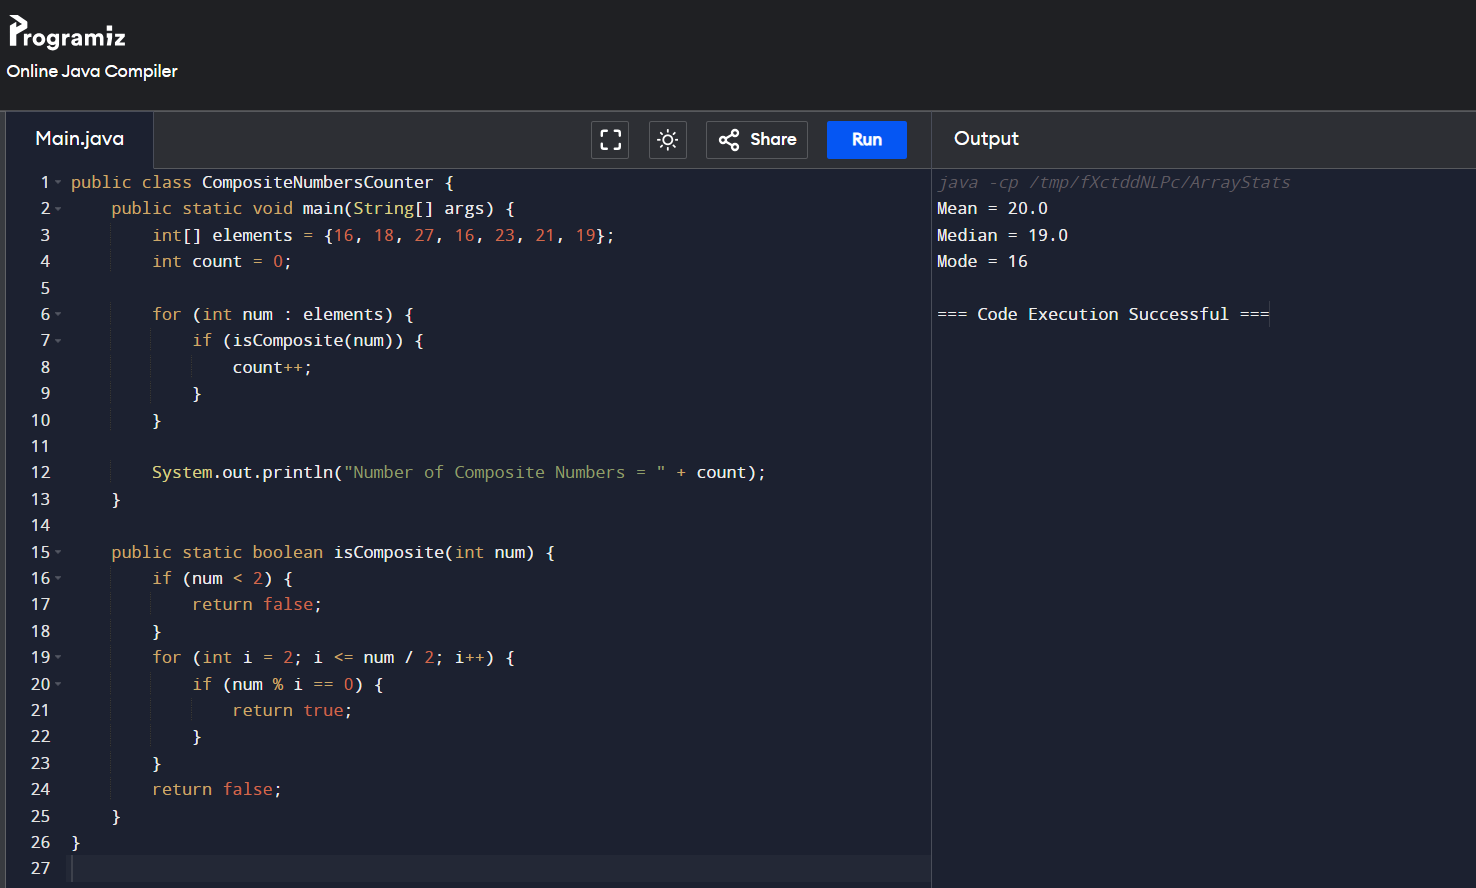 Programiz
Online Java Compiler
Main.java
Share
Run
Output
1 public class CompositeNumbersCounter {
2     public static void main(String[] args) {
3         int[] elements = {16, 18, 27, 16, 23, 21, 19};
4         int count = 0;
5
6         for (int num : elements) {
7             if (isComposite(num)) {
8                 count++;
9             }
10         }
11
12         System.out.println("Number of Composite Numbers = " + count);
13     }
14
15     public static boolean isComposite(int num) {
16         if (num < 2) {
17             return false;
18         }
19         for (int i = 2; i <= num / 2; i++) {
20             if (num % i == 0) {
21                 return true;
22             }
23         }
24         return false;
25     }
26 }
27
java -cp /tmp/fXctddNLPc/ArrayStats
Mean = 20.0
Median = 19.0
Mode = 16
=== Code Execution Successful ===